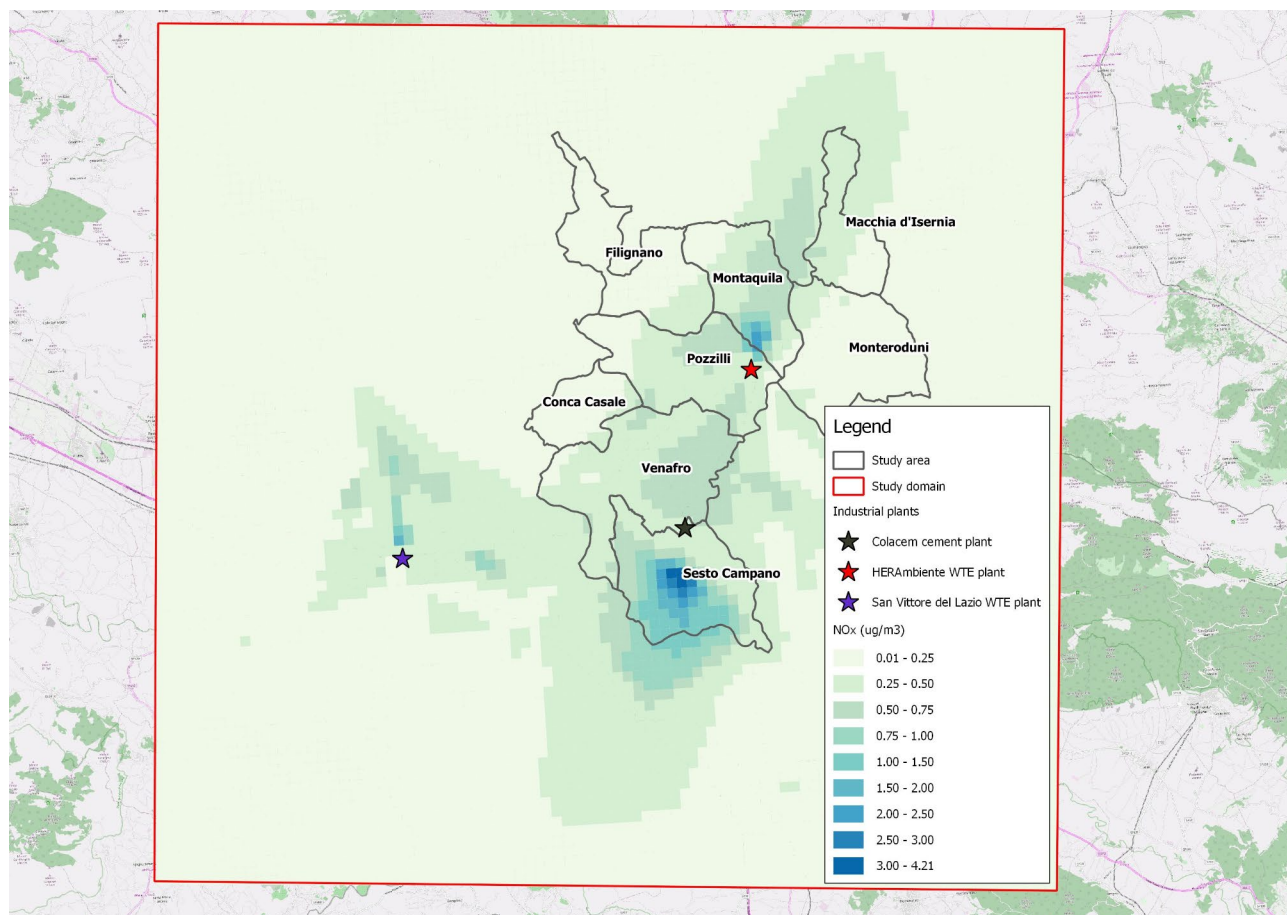 Macchia d'Isernia
Filignano
Montaquila
Pozzilli
Monteroduni
Conca Casale
Venafro
Sesto Campano
Legend
Study area
Study domain
Industrial plants
Colacem cement plant
HERAmbiente WTE plant
San Vittore del Lazio WTE plant
NOx (ug/m3)
0.01 - 0.25
0.25 - 0.50
0.50 - 0.75
0.75 - 1.00
1.00 - 1.50
1.50 - 2.00
2.00 - 2.50
2.50 - 3.00
3.00 - 4.21